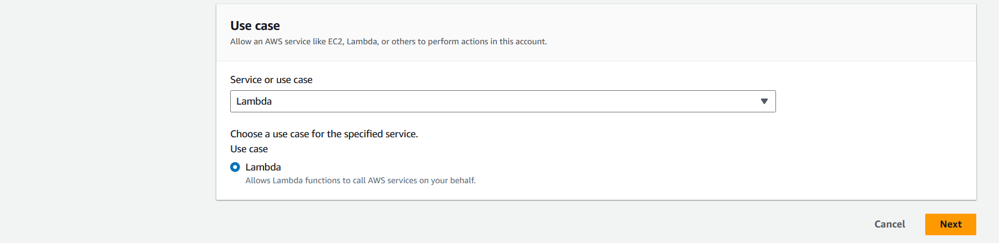 Use case
Allow an AWS service like EC2, Lambda, or others to perform actions in this account.
Service or use case
Lambda
Choose a use case for the specified service.
Use case
Lambda
Allows Lambda functions to call AWS services on your behalf.
Cancel
Next